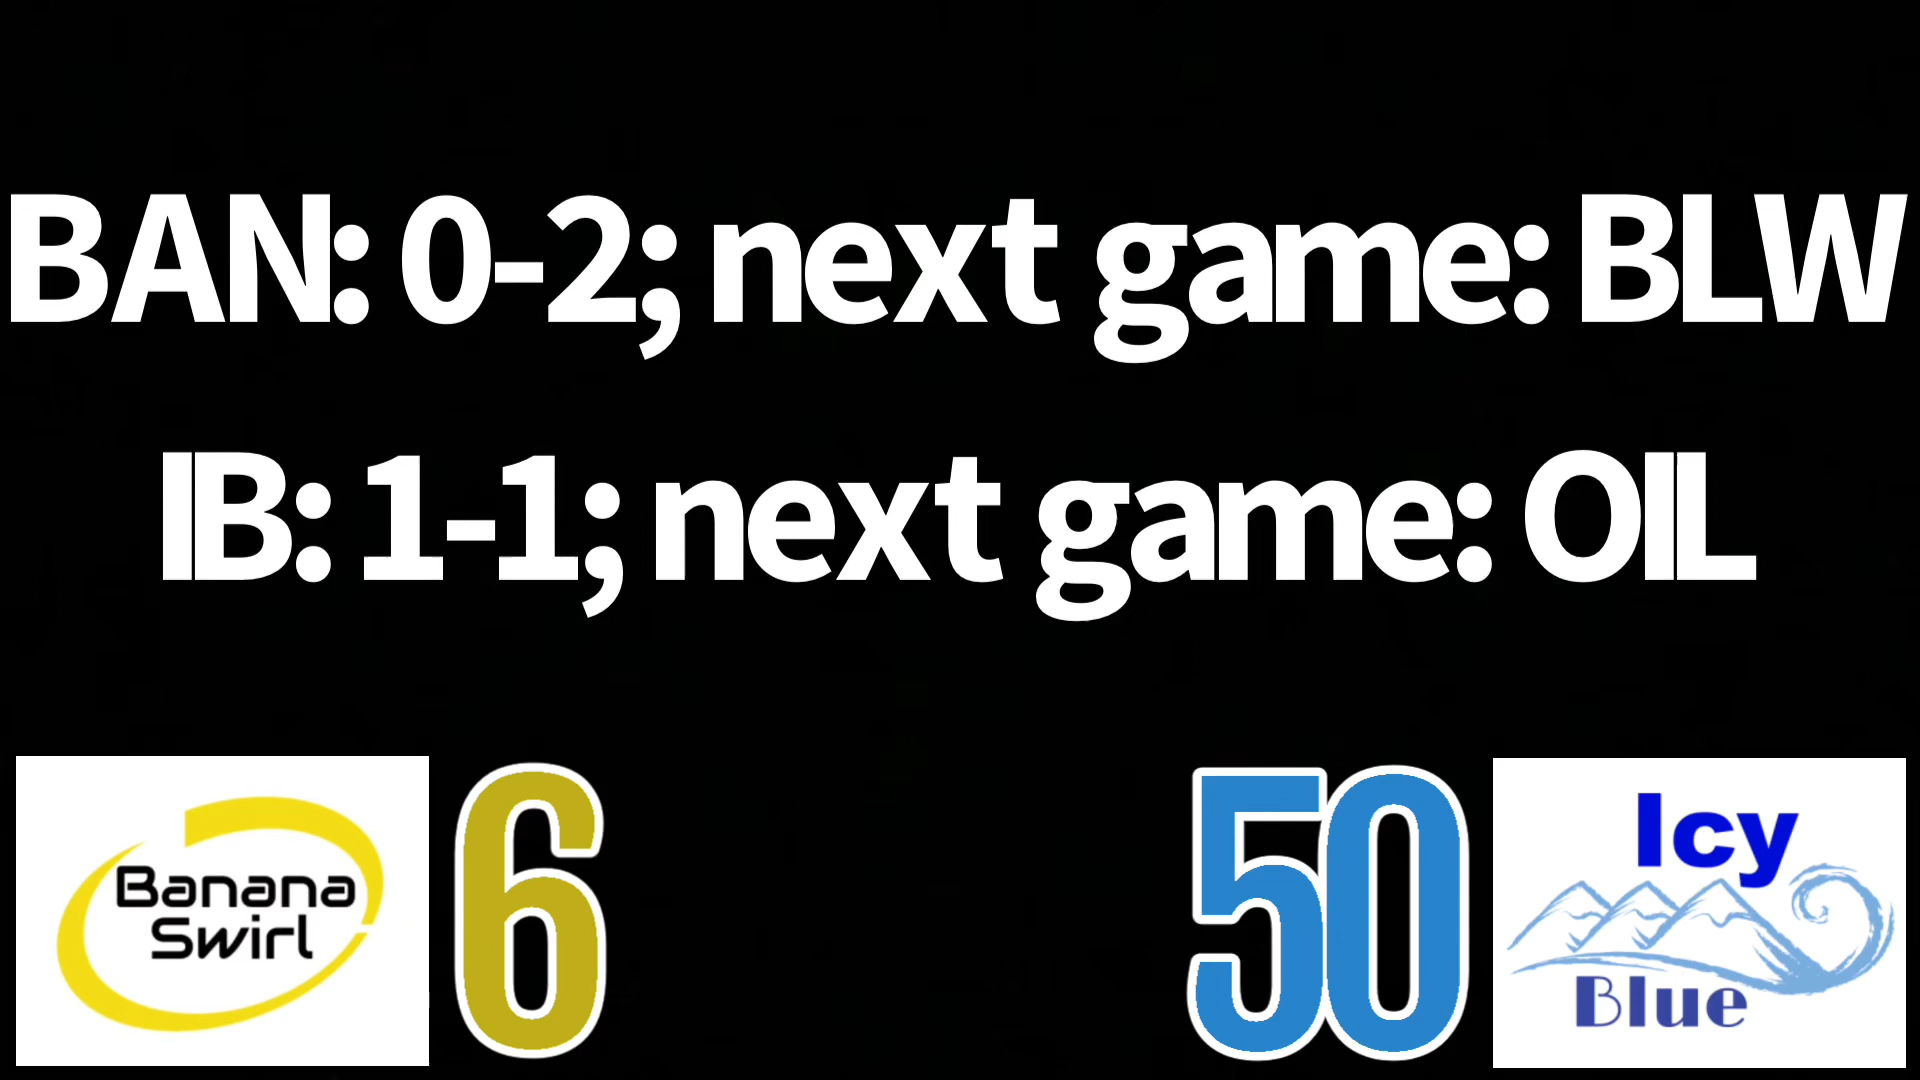 BAN: 0-2; next game: BLW
IB: 1-1; next game: OIL
Banana
Swirl
6
50
Icy
Blue